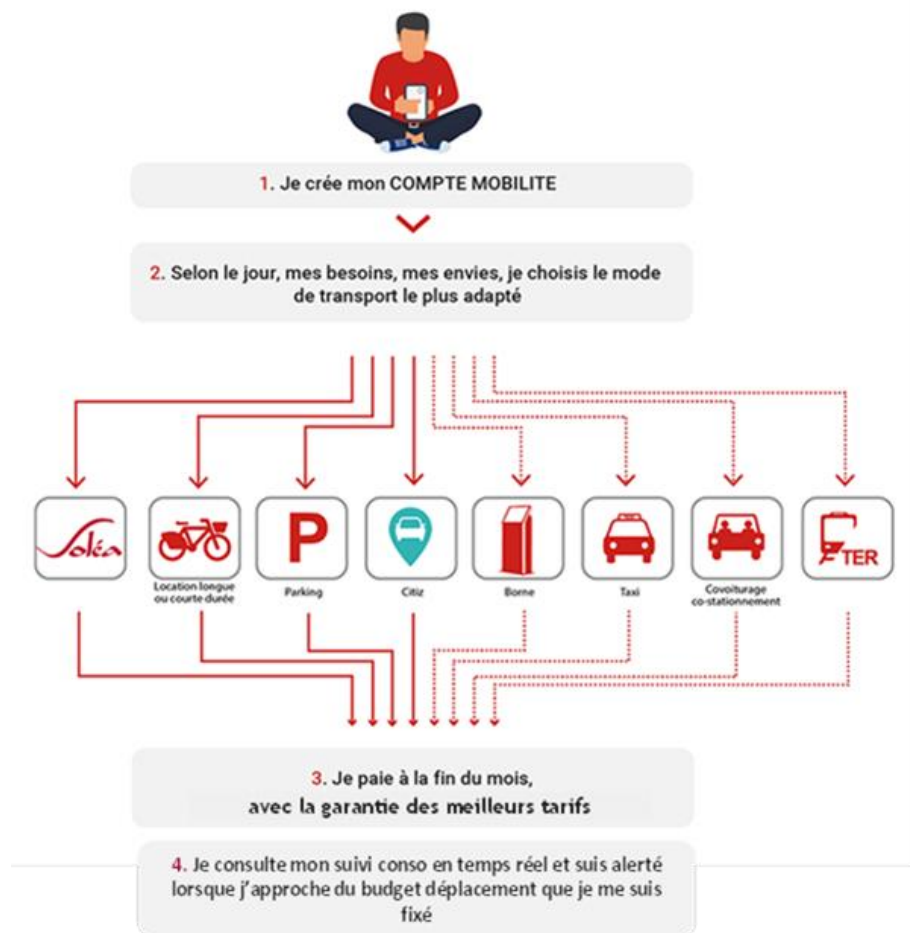 1. Je crée mon COMPTE MOBILITE
2. Selon le jour, mes besoins, mes envies, je choisis le mode
de transport le plus adapté
Soléa
Location longue
ou courte durée
P
Parking
Citiz
Borne
Taxi
Covoiturage
co-stationnement
TER
3. Je paie à la fin du mois,
avec la garantie des meilleurs tarifs
4. Je consulte mon suivi conso en temps réel et suis alerté
lorsque j’approche du budget déplacement que je me suis
fixé